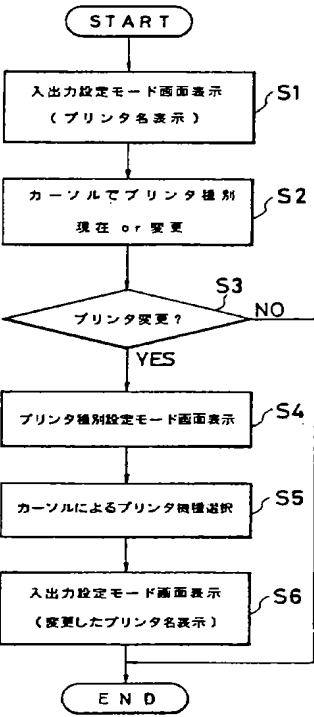 START
入出力設定モード画面表示
(プリンタ名表示)
S1
カーソルでプリンタ種別
現在 or 変更
S2
S3
プリンタ変更?
NO
YES
プリンタ種別設定モード画面表示
S4
カーソルによるプリンタ機種選択
S5
入出力設定モード画面表示
(変更したプリンタ名表示)
S6
END